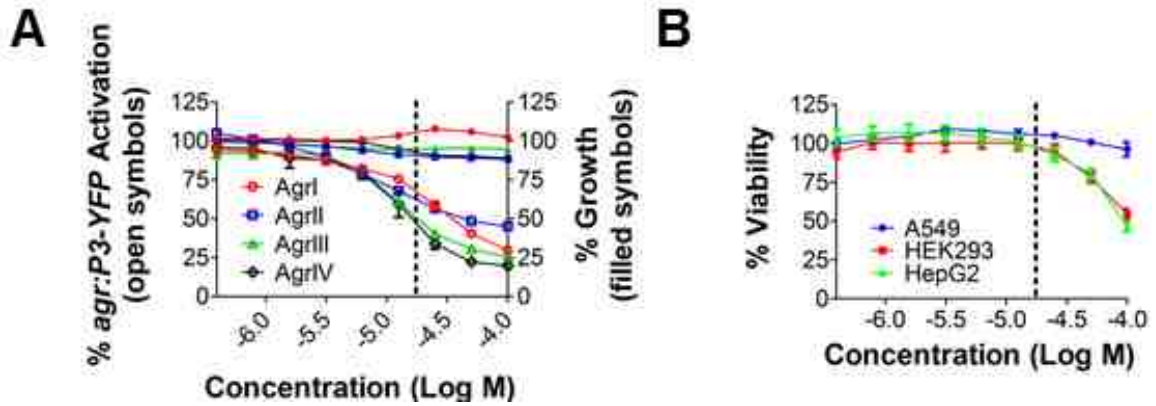 A
% agr:P3-YFP Activation
(open symbols)
125
100
75
50
25
0
AgrI
AgrII
AgrIII
AgrIV
125
100
75
50
25
0
% Growth
(filled symbols)
-6.0
-5.5
-5.0
-4.5
-4.0
Concentration (Log M)
B
% Viability
125
100
75
50
25
0
A549
HEK293
HepG2
-6.0 -5.5 -5.0 -4.5 -4.0
Concentration (Log M)